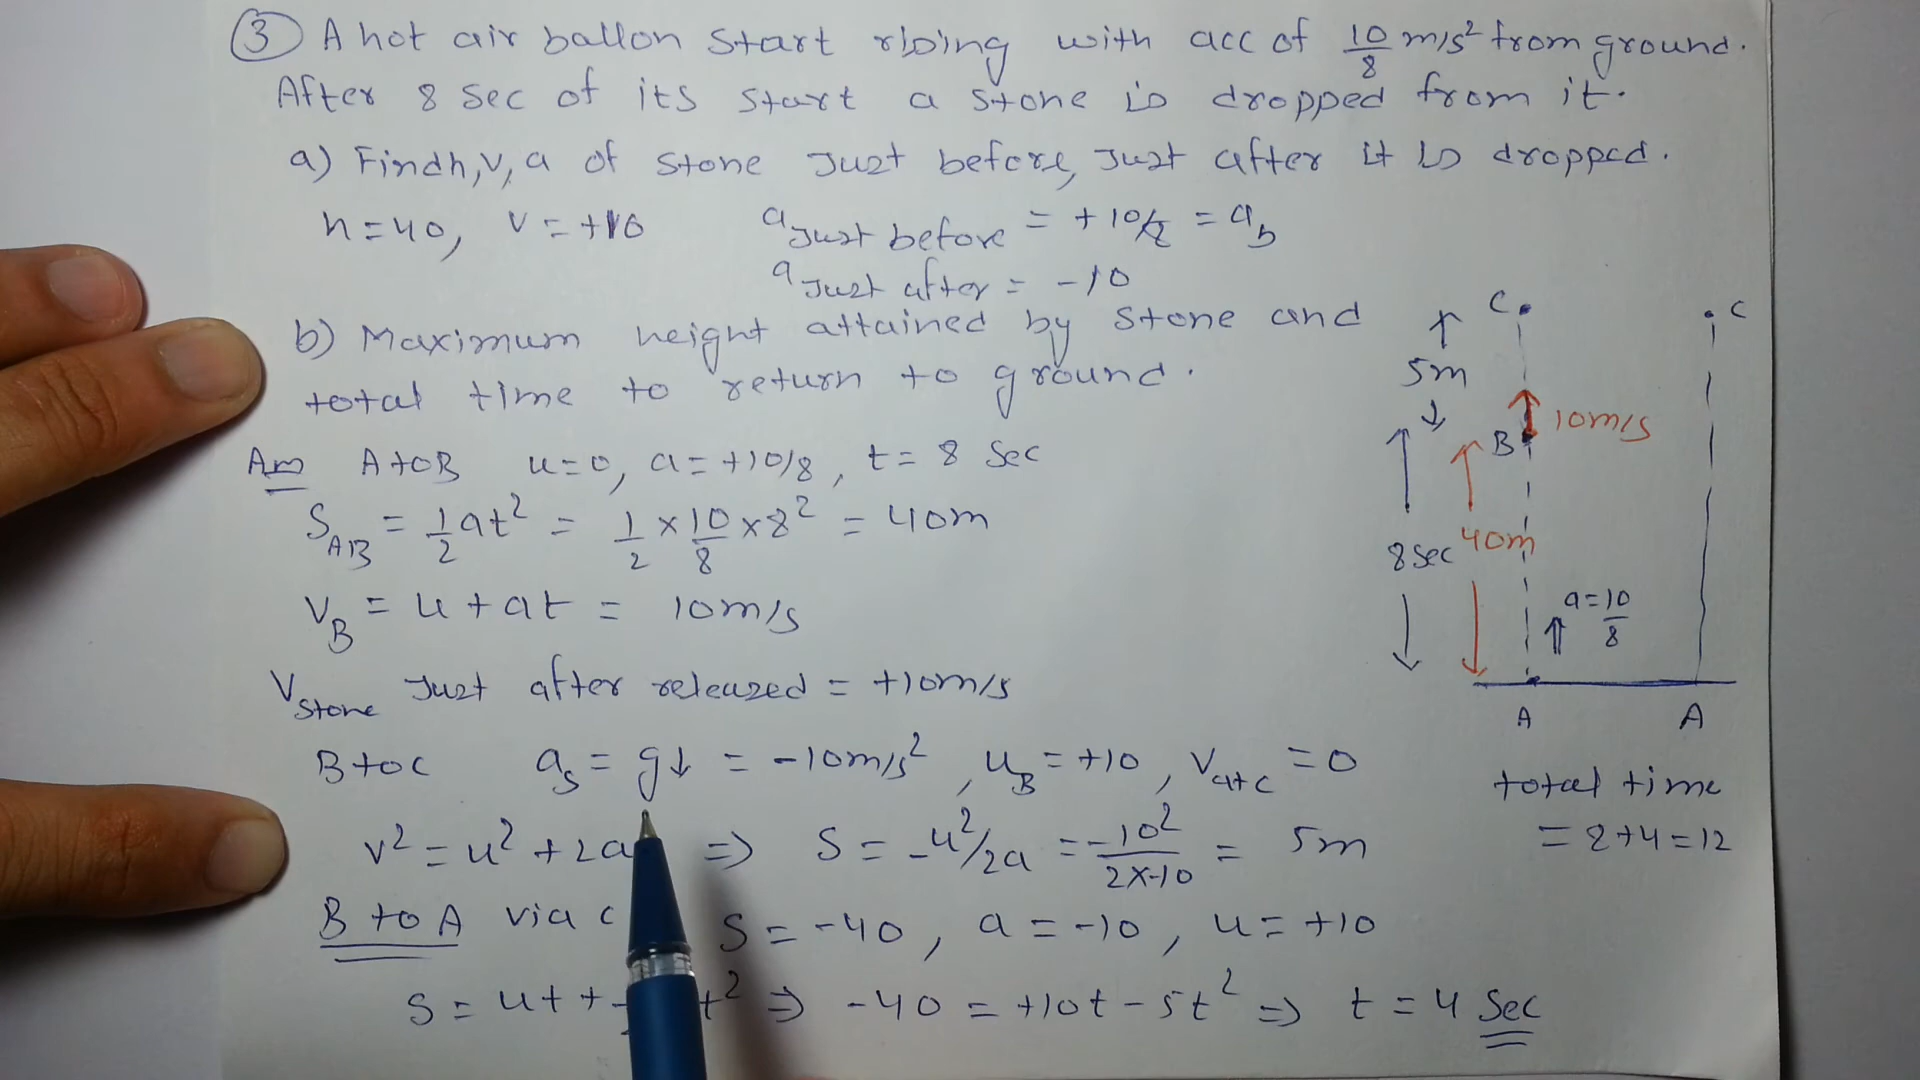 ③ A hot air ballon start rising with acc of 10/8 m/s² from ground.
After 8 sec of its start a stone is dropped from it.
a) Find h, v, a of stone Just before, Just after it is dropped.
h = 40, v = +10 a Just before = +10/8 = a_b
a Just after = -10
b) Maximum height attained by stone and
total time to return to ground.
Ans A to B u=0, a=+10/8, t= 8 sec
S_AB = 1/2 at² = 1/2 × 10/8 × 8² = 40m
V_B = u + at = 10m/s
V_Stone Just after released = +10m/s
B to C a_s = g↓ = -10m/s², u_B = +10, V_at c = 0
v² = u² + 2a => S = -u²/2a = -10²/2×-10 = 5m
B to A via c S = -40, a = -10, u = +10
S = ut + t² => -40 = +10t - 5t² => t = 4 sec
C C
5m
B 10m/s
8 sec 40m
a=10/8
A A
total time
= 8+4=12